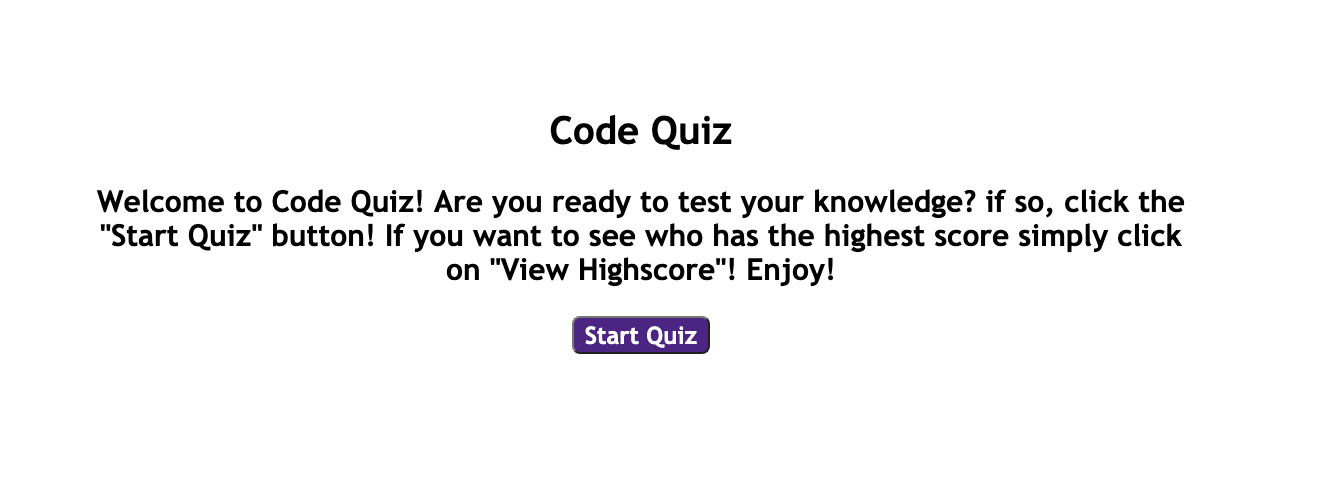 Code Quiz
Welcome to Code Quiz! Are you ready to test your knowledge? if so, click the
"Start Quiz" button! If you want to see who has the highest score simply click
on "View Highscore"! Enjoy!
Start Quiz